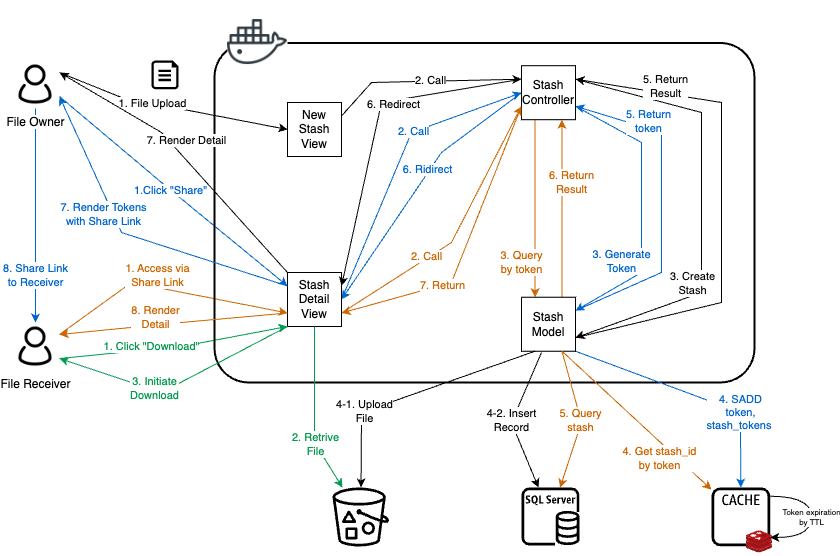 File Owner
1. File Upload
7. Render Detail
New
Stash
View
2. Call
6. Redirect
2. Call
6. Ridirect
Stash
Controller
5. Return
Result
5. Return
token
6. Return
Result
1.Click "Share"
7. Render Tokens
with Share Link
8. Share Link
to Receiver
1. Access via
Share Link
8. Render
Detail
Stash
Detail
View
2. Call
7. Return
3. Query
by token
3. Generate
Token
3. Create
Stash
Stash
Model
File Receiver
1. Click "Download"
3. Initiate
Download
2. Retrive
File
4-1. Upload
File
4-2. Insert
Record
5. Query
stash
4. Get stash_id
by token
4. SADD
token,
stash_tokens
SQL Server
CACHE
Token expiration
by TTL